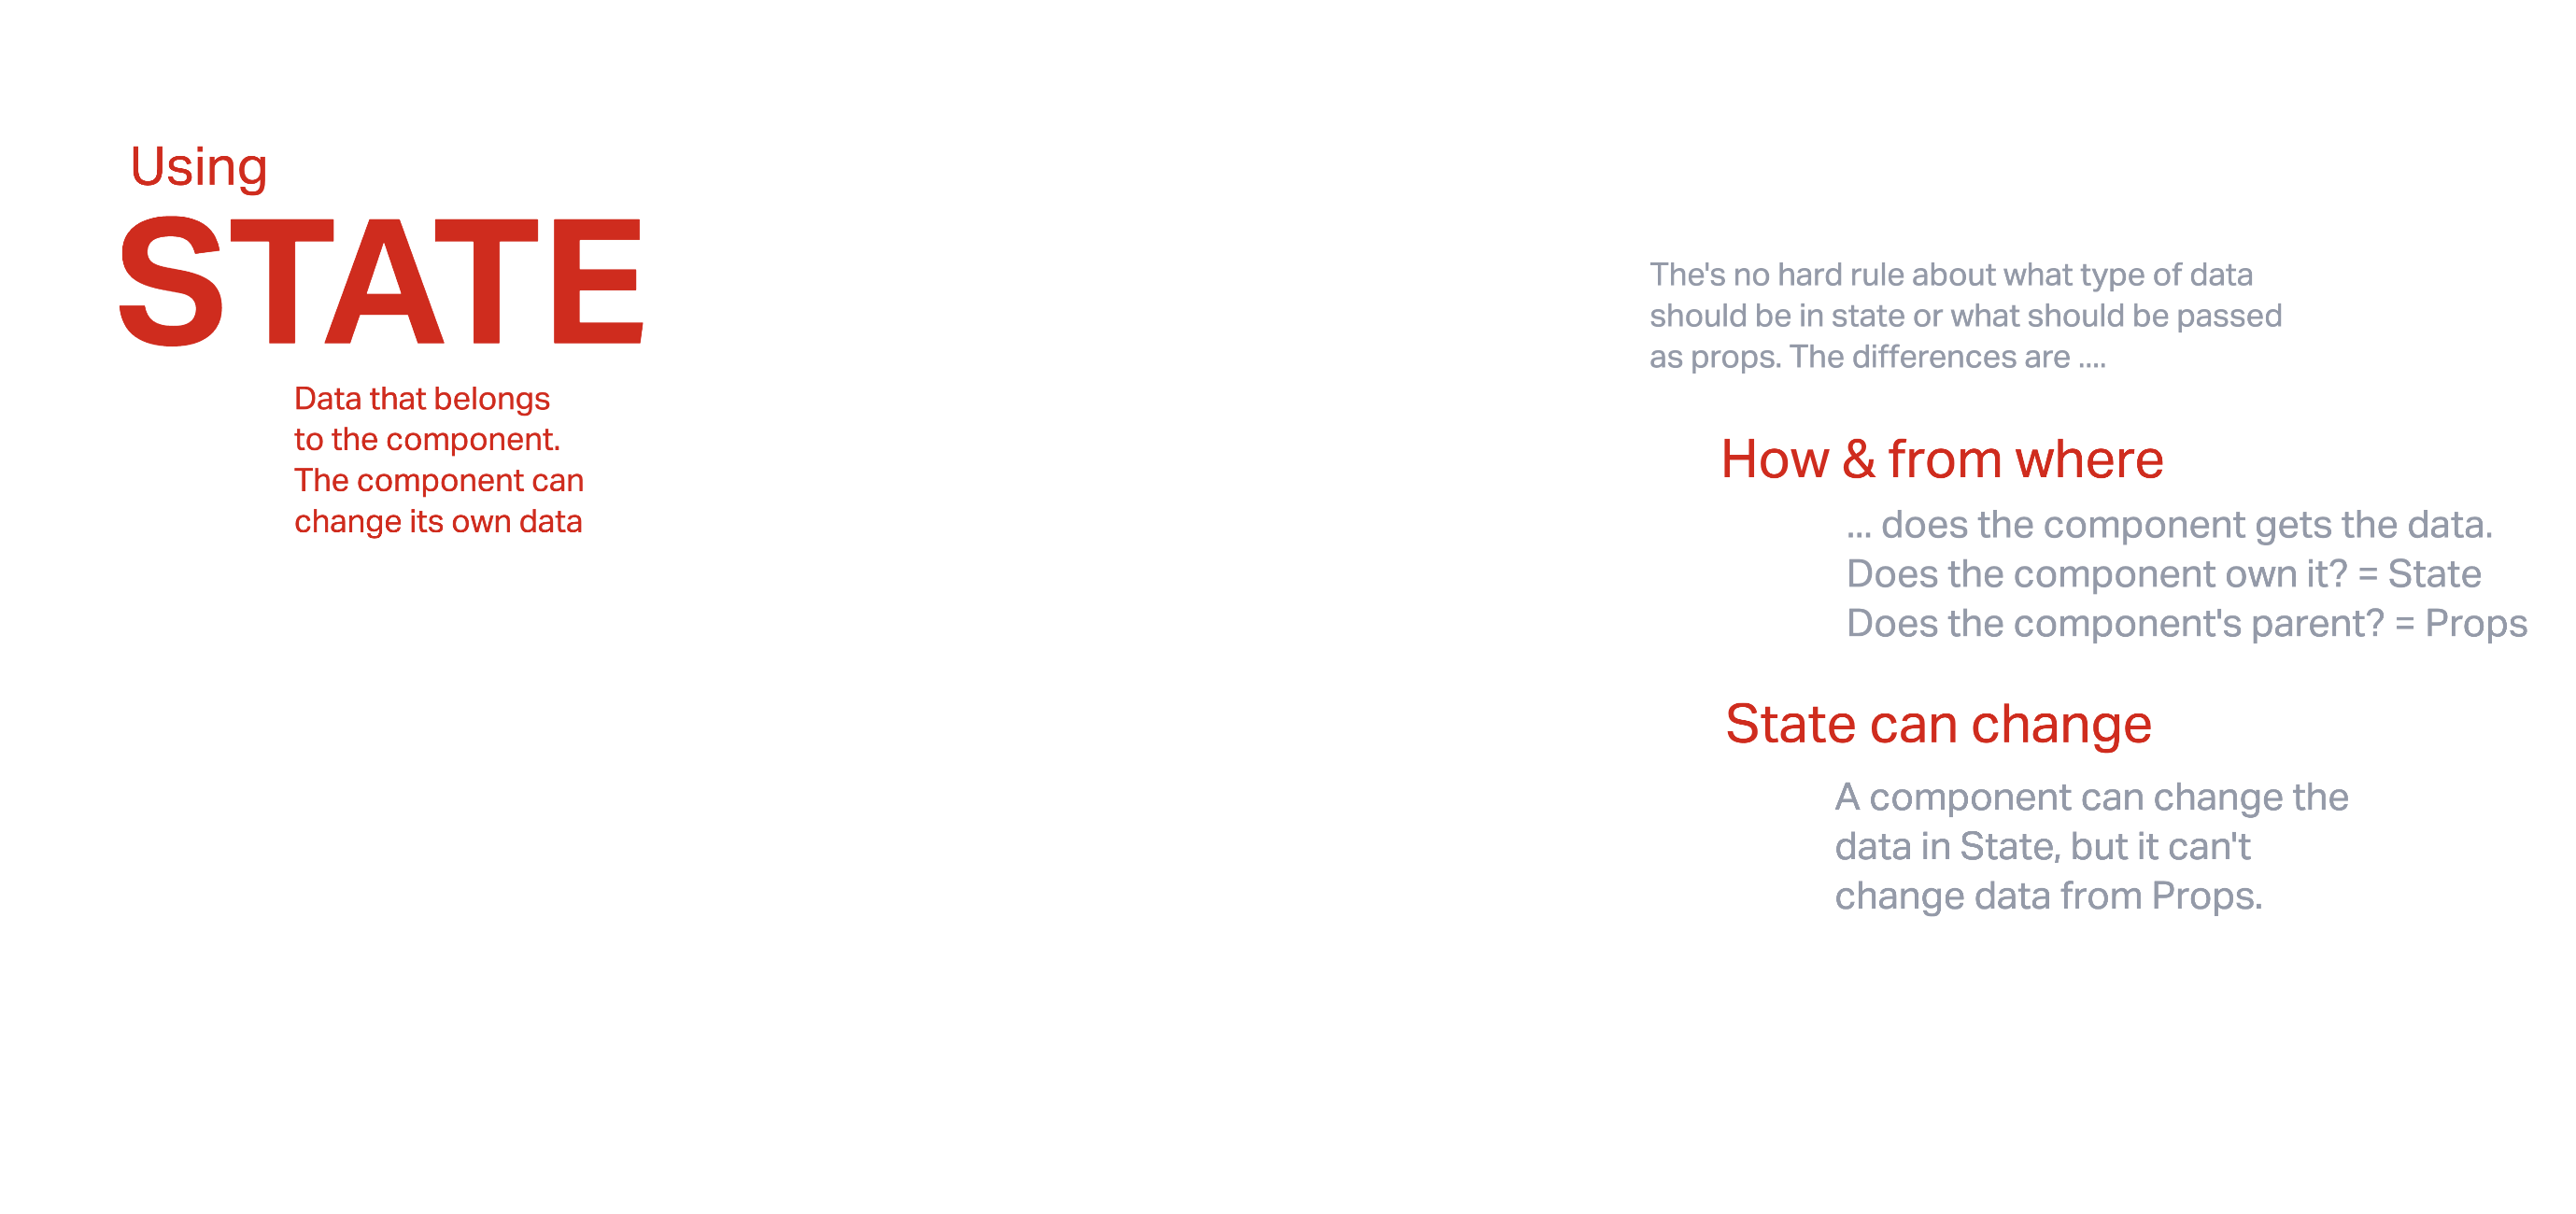 Using
STATE
Data that belongs
to the component.
The component can
change its own data
The's no hard rule about what type of data
should be in state or what should be passed
as props. The differences are ....
How & from where
... does the component gets the data.
Does the component own it? = State
Does the component's parent? = Props
State can change
A component can change the
data in State, but it can't
change data from Props.